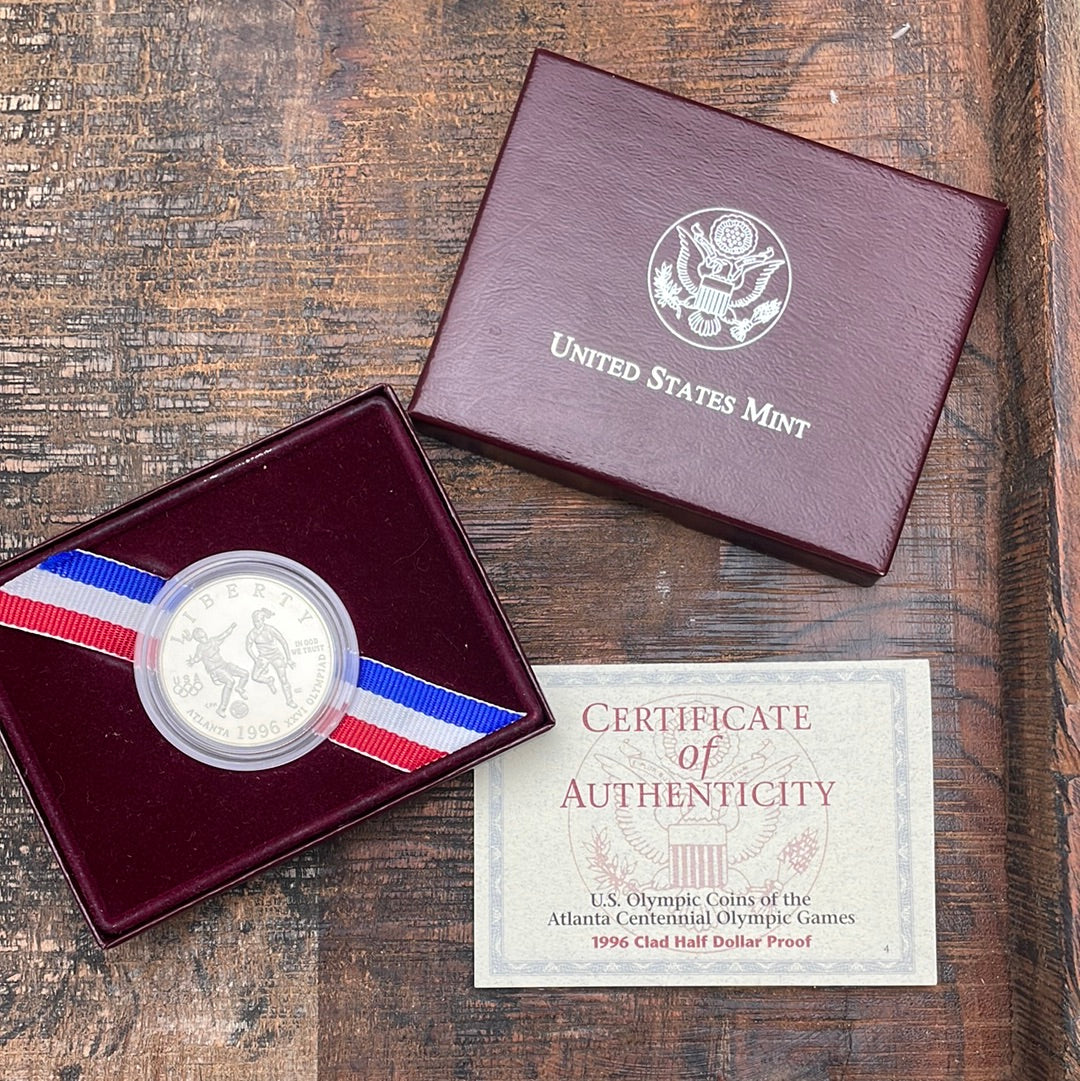 UNITED STATES MINT
LIBERTY
IN GOD
WE TRUST
USA
ATLANTA 1996 XXVI OLYMPIAD
CERTIFICATE
of
AUTHENTICITY
U.S. Olympic Coins of the
Atlanta Centennial Olympic Games
1996 Clad Half Dollar Proof
4